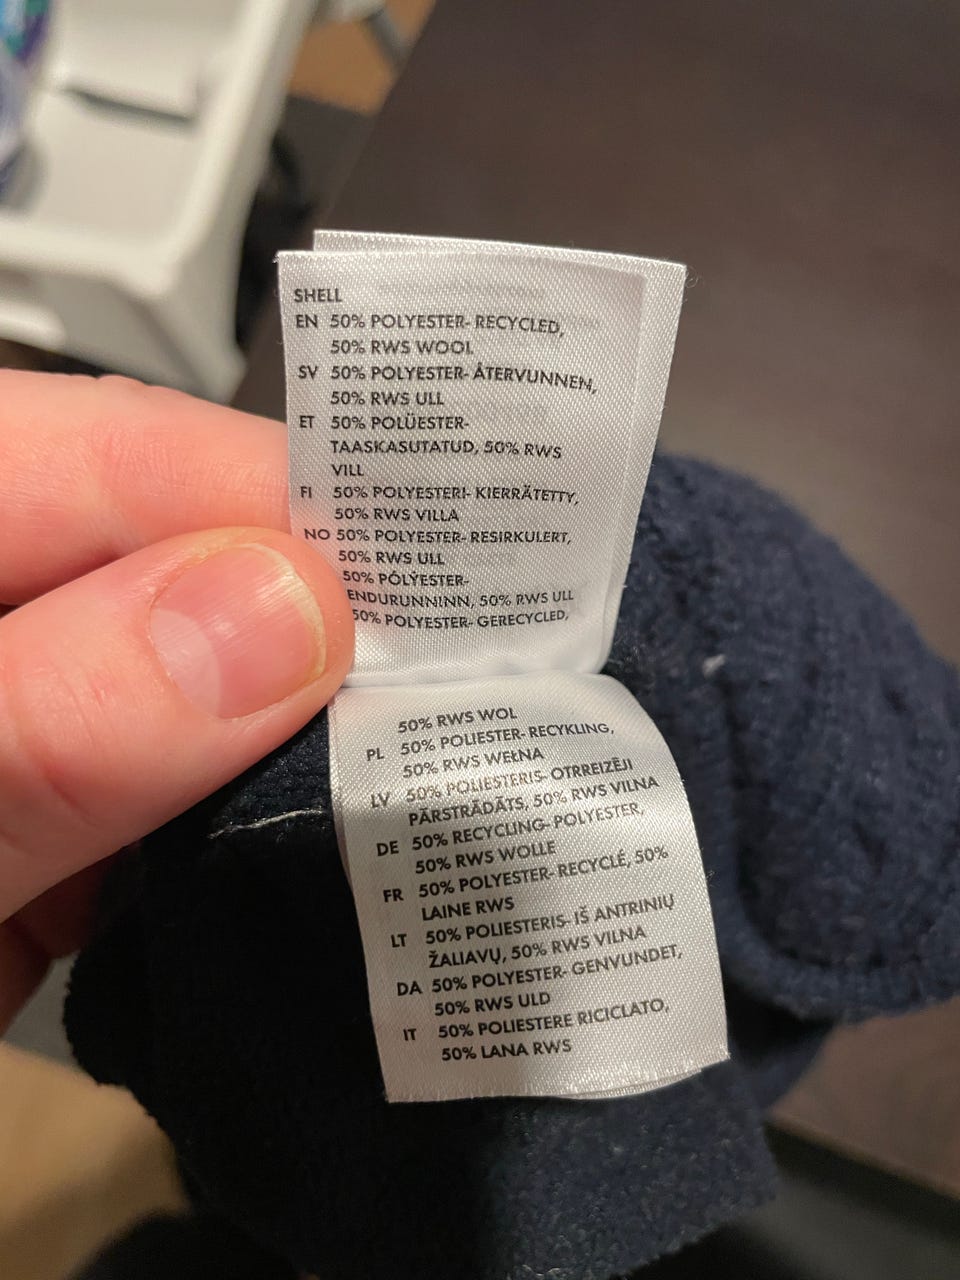 SHELL
EN 50% POLYESTER- RECYCLED,
50% RWS WOOL
SV 50% POLYESTER- ÅTERVUNNEN,
50% RWS ULL
ET 50% POLÜESTER-
TAASKASUTATUD, 50% RWS
VILL
FI 50% POLYESTERI- KIERRÄTETTY,
50% RWS VILLA
NO 50% POLYESTER- RESIRKULERT,
50% RWS ULL
50% PÓLÝESTER-
ENDURUNNINN, 50% RWS ULL
50% POLYESTER- GERECYCLED,
50% RWS WOL
PL 50% POLIESTER- RECYKLING,
50% RWS WEŁNA
LV 50% POLIESTERIS- OTRREIZĒJI
PĀRSTRĀDĀTS, 50% RWS VILNA
DE 50% RECYCLING- POLYESTER,
50% RWS WOLLE
FR 50% POLYESTER- RECYCLÉ, 50%
LAINE RWS
LT 50% POLIESTERIS- IŠ ANTRINIŲ
ŽALIAVŲ, 50% RWS VILNA
DA 50% POLYESTER- GENVUNDET,
50% RWS ULD
IT 50% POLIESTERE RICICLATO,
50% LANA RWS